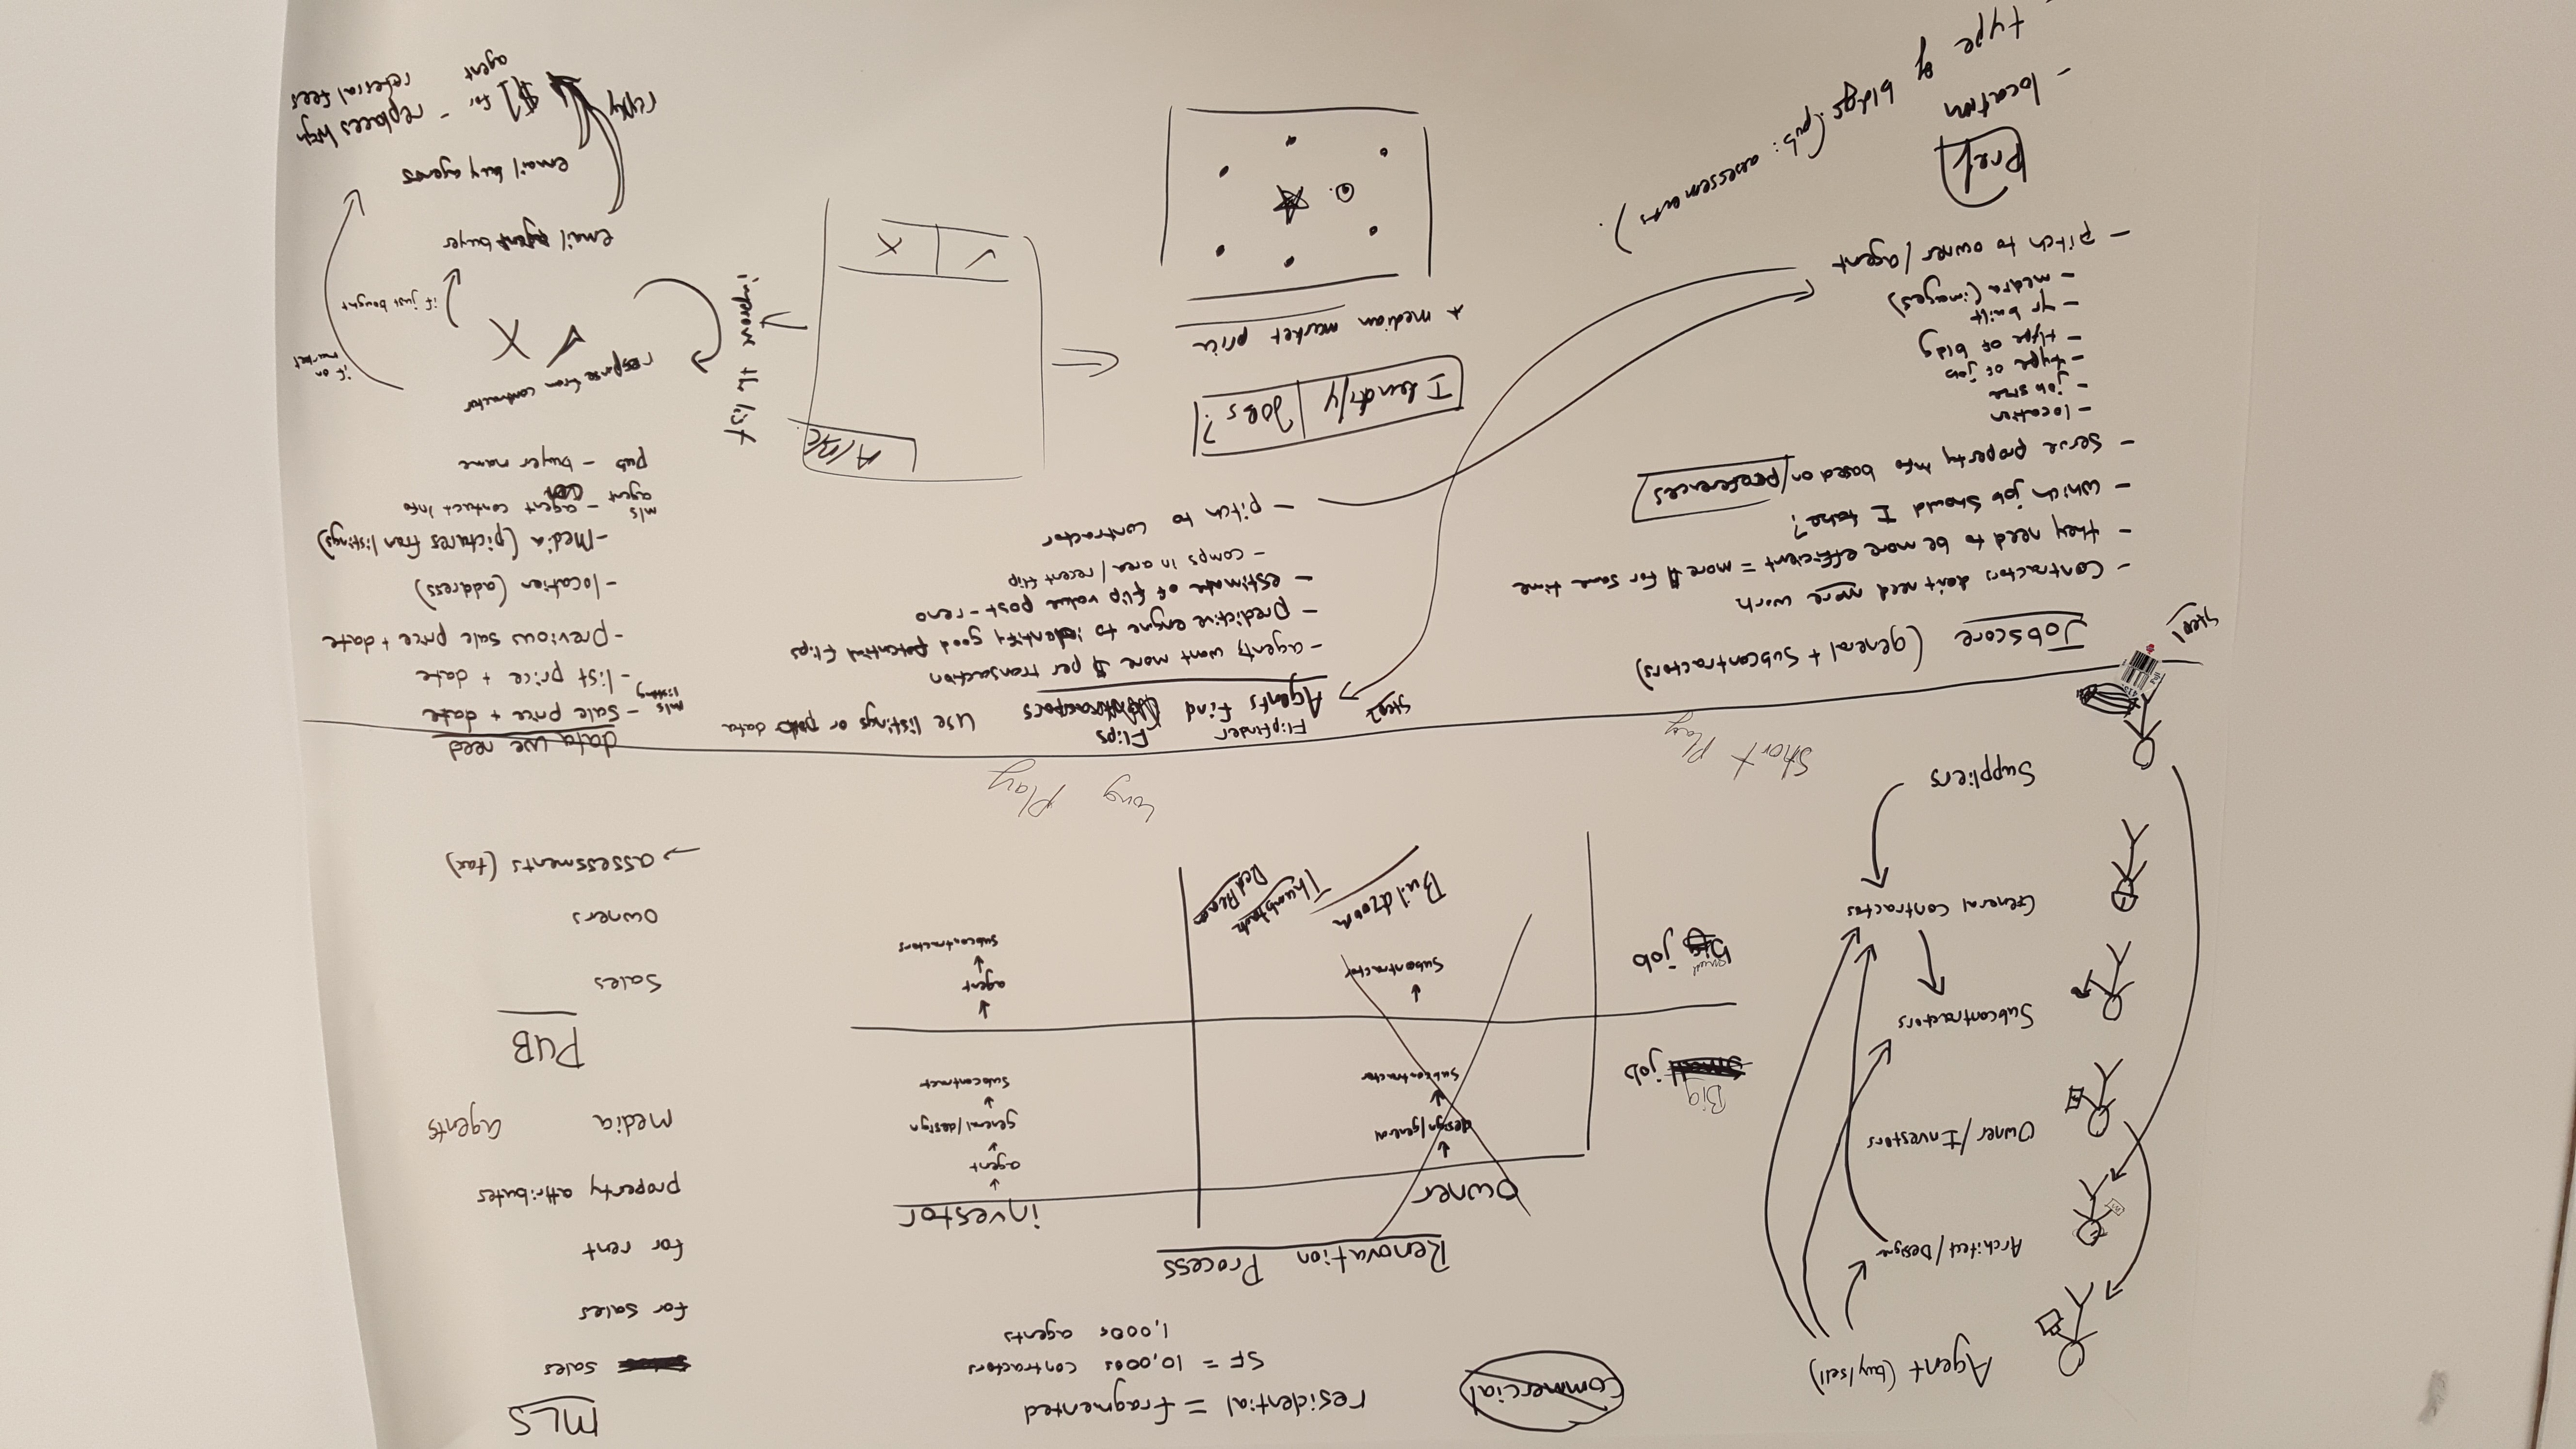 Agent (buy/sell)
Architect/Designer
Owner/Investors
Subcontractors
General Contractos
Suppliers
Commercial
residential = fragmented
SF = 10,000s contractors
1,000s agents
Renovation Process
owner
investor
Big job
design/general
Subcontractor
agent
general/design
Subcontract
small job
Subcontractor
agent
Subcontractors
Buildzoom
Thumbtack
RedBeacon
MLS
sales
for sales
for rent
property attributes
media agents
PUB
Sales
owners
→ assessments (tax)
Short Play
Long Play
Step 1
Jobscore (general + Subcontractors)
- Contractors don't need more work
- they need to be more efficient = more $ for same time
- which job should I take?
- Serve property info based on preferences
- location
- job size
- type of job
- type of bldg
- yr built
- media (images)
- pitch to owner/agent
Pref
- location
- type of bldgs (pub: assessements).
Step 2
Flipfinder
Agents find Flips
use listings or pub data
- agents want more $ per transaction
- predictive engine to identify good potential flips
- estimate of flip value post-reno
- comps in area / recent flip
- pitch to contractor
Identify Jobs?
* median market price
A/B/C
✓ X
improve the list
data we need
mls listing - sale price + date
- list price + date
- previous sale price + date
- location (address)
- Media (pictures from listings)
mls agent - agent contact info
pub - buyer name
response from contractor
✓ X
if on market
if just bought
email buyer
email buy agents
reply
$1 for agent - replaces high referral fees